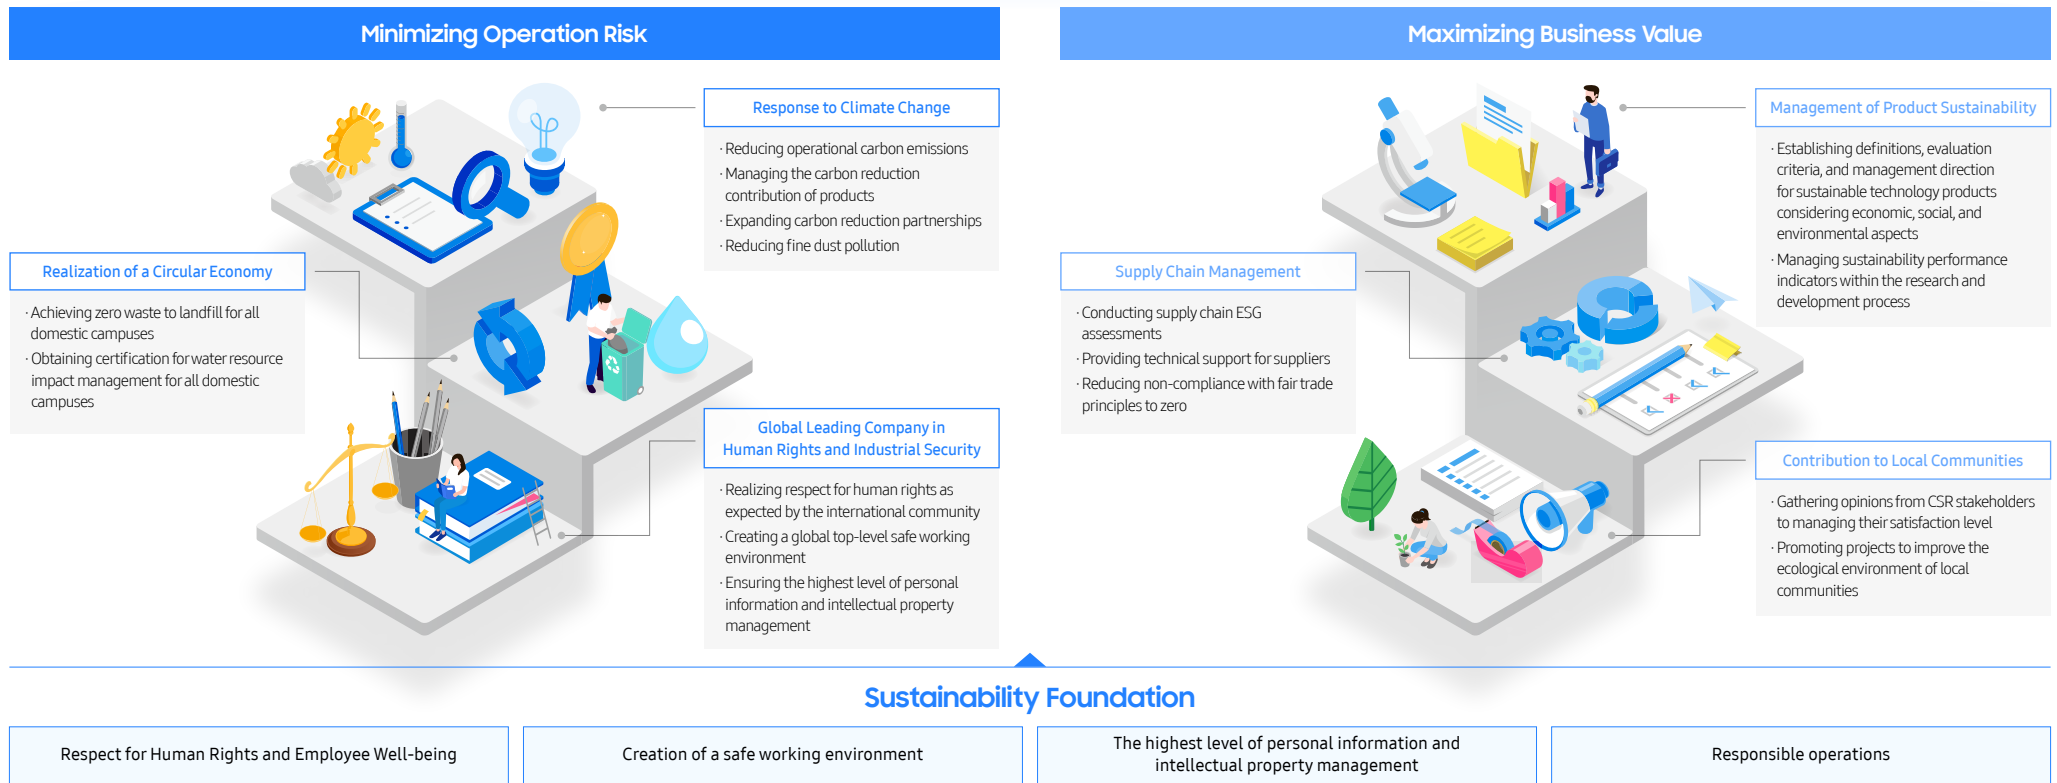 Minimizing Operation Risk
Response to Climate Change
· Reducing operational carbon emissions
· Managing the carbon reduction
contribution of products
· Expanding carbon reduction partnerships
· Reducing fine dust pollution
Realization of a Circular Economy
· Achieving zero waste to landfill for all
domestic campuses
· Obtaining certification for water resource
impact management for all domestic
campuses
Global Leading Company in
Human Rights and Industrial Security
· Realizing respect for human rights as
expected by the international community
· Creating a global top-level safe working
environment
· Ensuring the highest level of personal
information and intellectual property
management
Maximizing Business Value
Management of Product Sustainability
· Establishing definitions, evaluation
criteria, and management direction
for sustainable technology products
considering economic, social, and
environmental aspects
· Managing sustainability performance
indicators within the research and
development process
Supply Chain Management
· Conducting supply chain ESG
assessments
· Providing technical support for suppliers
· Reducing non-compliance with fair trade
principles to zero
Contribution to Local Communities
· Gathering opinions from CSR stakeholders
to managing their satisfaction level
· Promoting projects to improve the
ecological environment of local
communities
Sustainability Foundation
Respect for Human Rights and Employee Well-being
Creation of a safe working environment
The highest level of personal information and
intellectual property management
Responsible operations